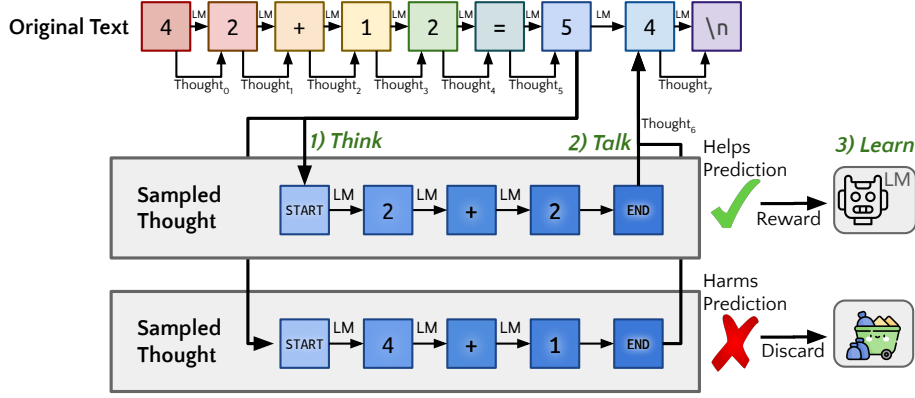 Original Text
4 LM 2 LM + LM 1 LM 2 LM = LM 5 LM 4 LM \n
Thought0 Thought1 Thought2 Thought3 Thought4 Thought5 Thought7
1) Think
2) Talk
Thought6
Helps
Prediction
3) Learn
Sampled
Thought
START LM 2 LM + LM 2 END
Reward
LM
Harms
Prediction
Sampled
Thought
START LM 4 LM + LM 1 END
Discard